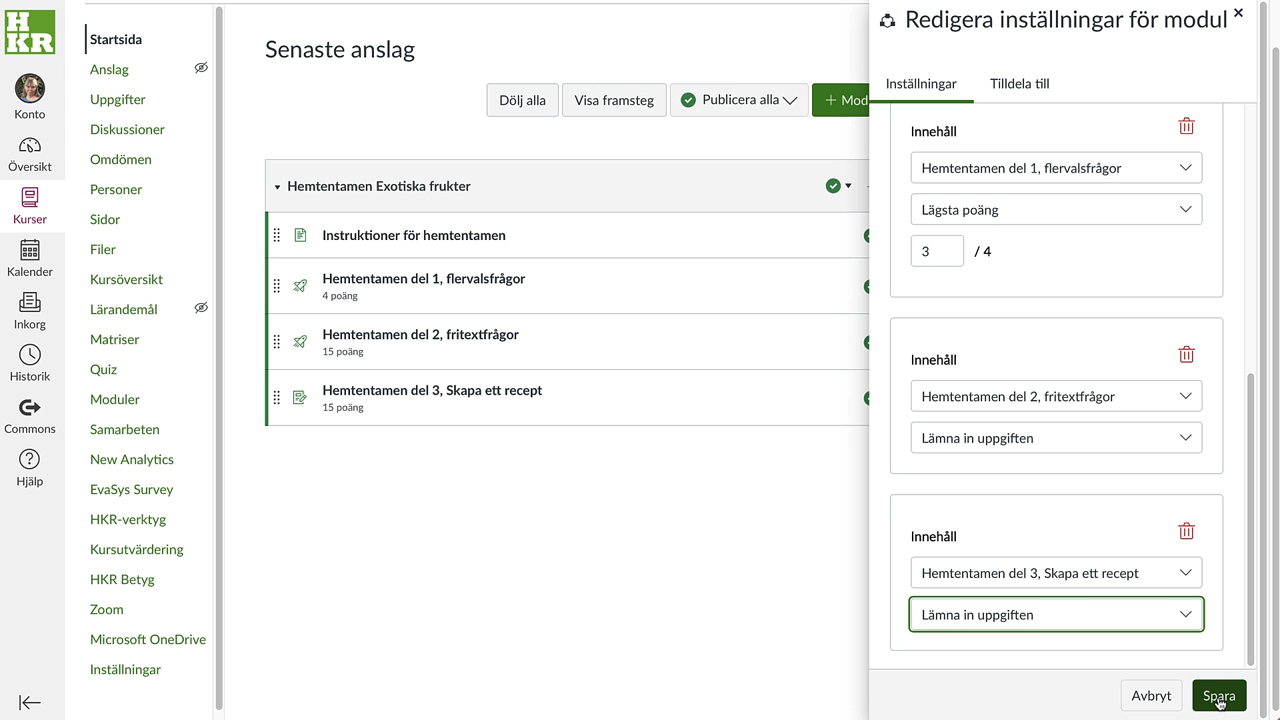 HKR
Konto
Översikt
Kurser
Kalender
Inkorg
Historik
Commons
Hjälp
Startsida
Anslag
Uppgifter
Diskussioner
Omdömen
Personer
Sidor
Filer
Kursöversikt
Lärandemål
Matriser
Quiz
Moduler
Samarbeten
New Analytics
EvaSys Survey
HKR-verktyg
Kursutvärdering
HKR Betyg
Zoom
Microsoft OneDrive
Inställningar
Senaste anslag
Dölj alla
Visa framsteg
Publicera alla
+ Mod
Hemtentamen Exotiska frukter
Instruktioner för hemtentamen
Hemtentamen del 1, flervalsfrågor
4 poäng
Hemtentamen del 2, fritextfrågor
15 poäng
Hemtentamen del 3, Skapa ett recept
15 poäng
Redigera inställningar för modul
Inställningar
Tilldela till
Innehåll
Hemtentamen del 1, flervalsfrågor
Lägsta poäng
3 / 4
Innehåll
Hemtentamen del 2, fritextfrågor
Lämna in uppgiften
Innehåll
Hemtentamen del 3, Skapa ett recept
Lämna in uppgiften
Avbryt
Spara